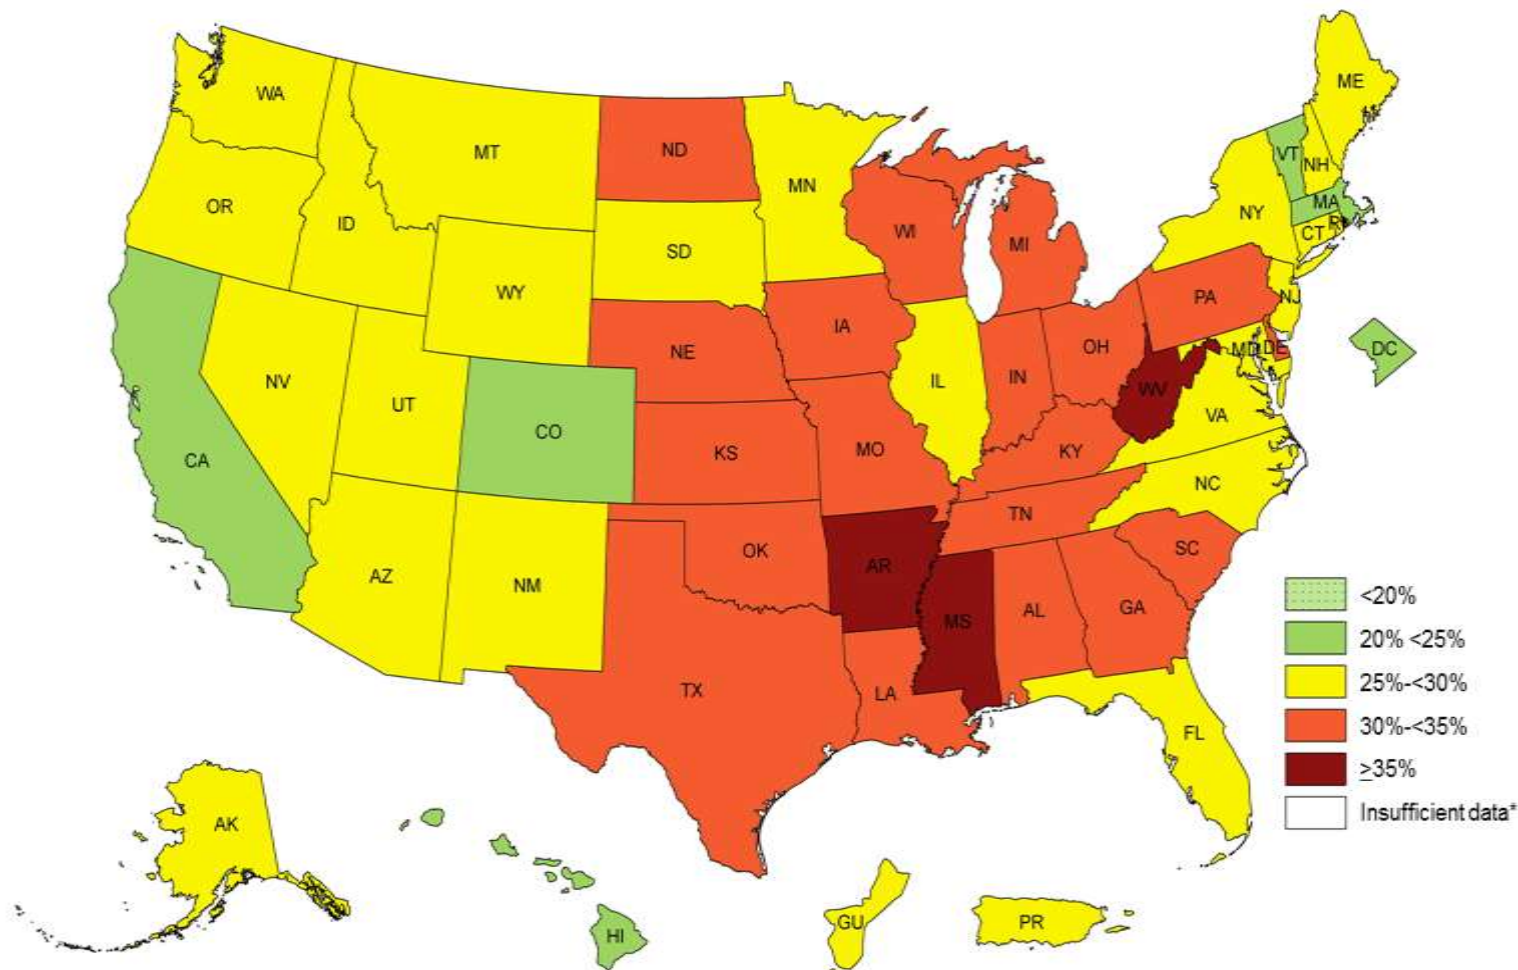 WA
ME
MT
ND
VT
NH
MN
OR
MA
ID
NY
WI
CT
RI
MI
SD
WY
NJ
PA
IA
OH
MD
DE
DC
NE
IN
NV
IL
WV
UT
VA
CO
KS
MO
KY
CA
NC
TN
OK
SC
AR
AZ
NM
AL
GA
MS
<20%
20% <25%
25%-<30%
TX
LA
30%-<35%
FL
≥35%
Insufficient data*
AK
GU
PR
HI